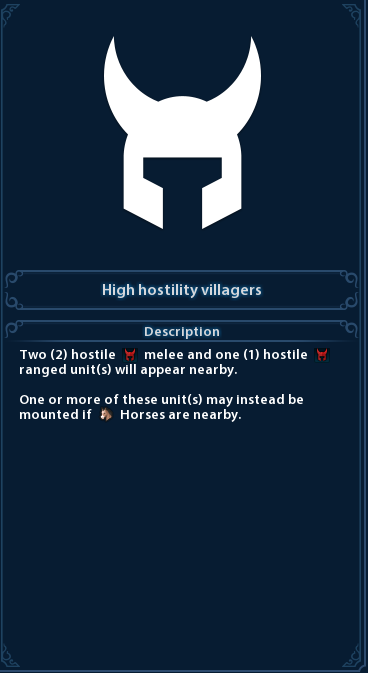 High hostility villagers
Description
Two (2) hostile melee and one (1) hostile
ranged unit(s) will appear nearby.
One or more of these unit(s) may instead be
mounted if Horses are nearby.